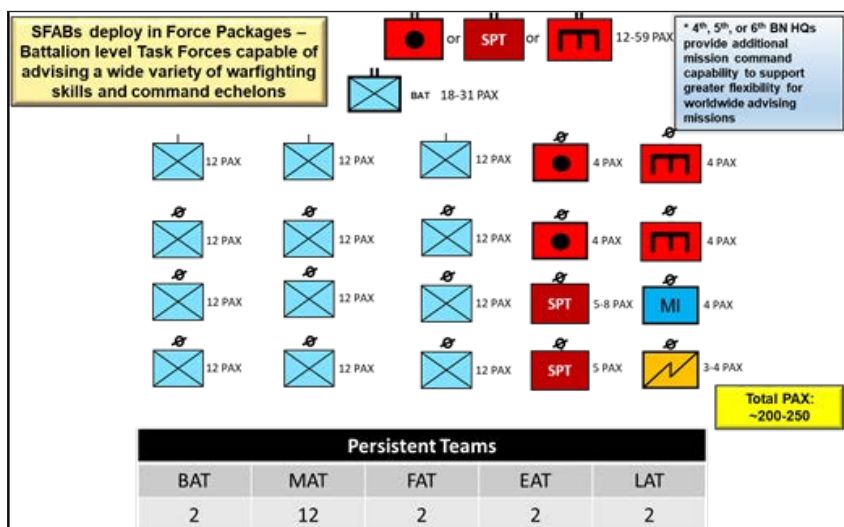 SFABs deploy in Force Packages –
Battalion level Task Forces capable of
advising a wide variety of warfighting
skills and command echelons
or SPT or 12-59 PAX
* 4th, 5th, or 6th BN HQs
provide additional
mission command
capability to support
greater flexibility for
worldwide advising
missions
BAT 18-31 PAX
12 PAX 12 PAX 12 PAX 4 PAX 4 PAX
12 PAX 12 PAX 12 PAX 4 PAX 4 PAX
12 PAX 12 PAX 12 PAX SPT 5-8 PAX MI 4 PAX
12 PAX 12 PAX 12 PAX SPT 5 PAX 3-4 PAX
Total PAX:
~200-250
Persistent Teams
BAT MAT FAT EAT LAT
2 12 2 2 2